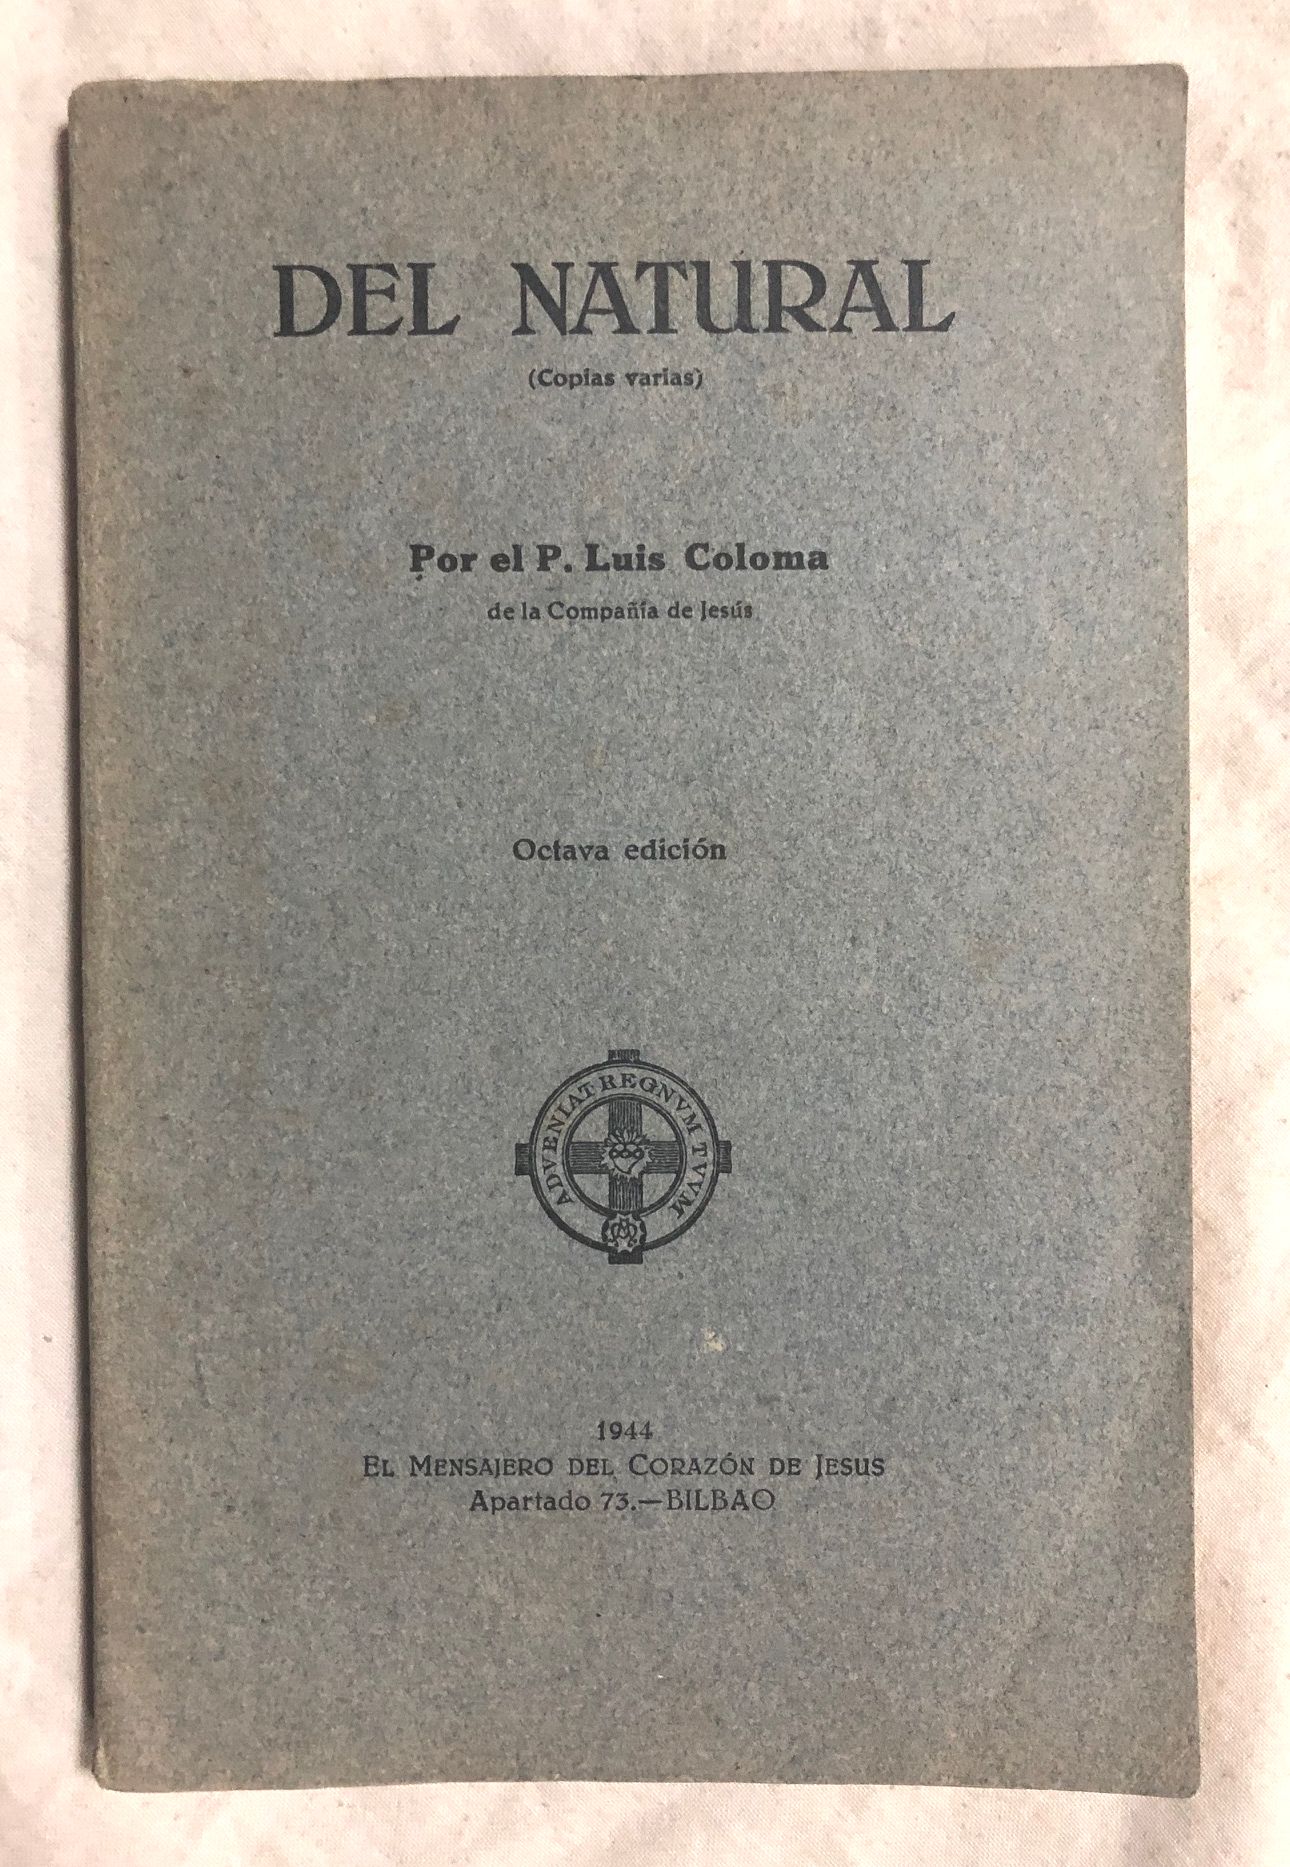 DEL NATURAL
(Copias varias)
Por el P. Luis Coloma
de la Compañía de Jesús
Octava edición
ADVENIAT REGNVM TVVM
1944
EL MENSAJERO DEL CORAZÓN DE JESUS
Apartado 73.—BILBAO